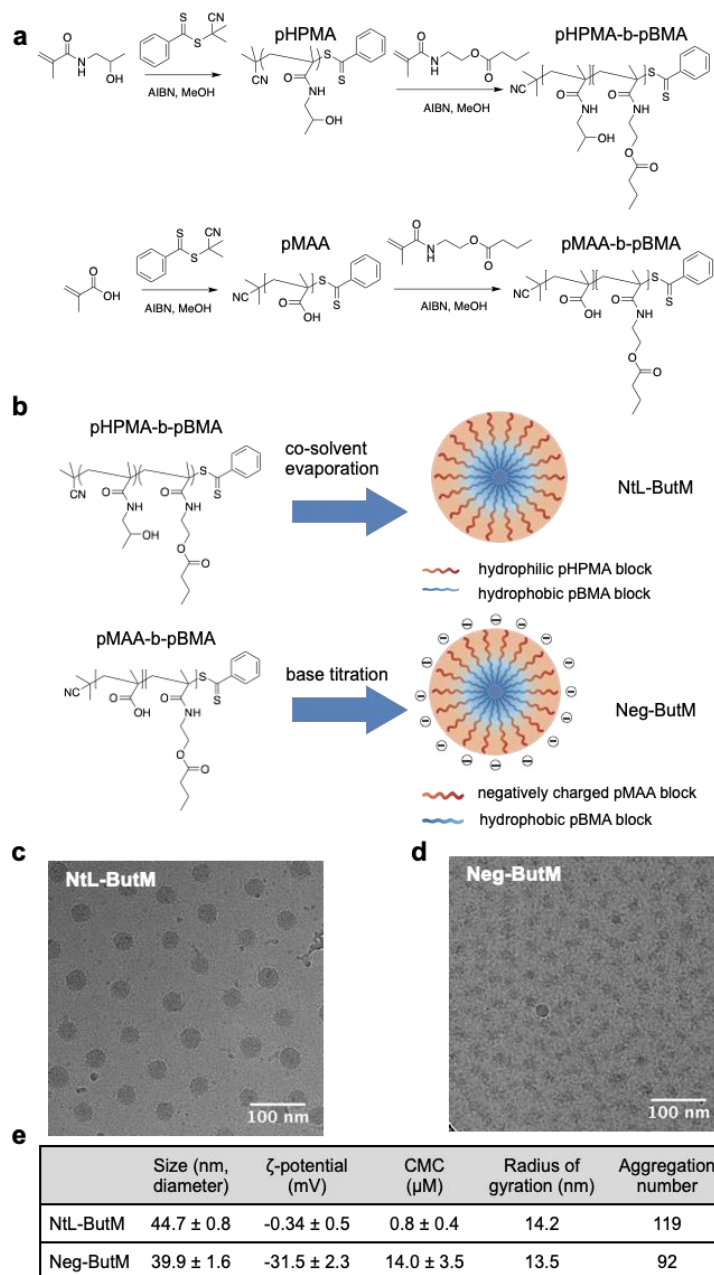 a
pHPMA
pHPMA-b-pBMA
AIBN, MeOH
AIBN, MeOH
pMAA
pMAA-b-pBMA
AIBN, MeOH
AIBN, MeOH
b
pHPMA-b-pBMA
co-solvent
evaporation
NtL-ButM
hydrophilic pHPMA block
hydrophobic pBMA block
pMAA-b-pBMA
base titration
Neg-ButM
negatively charged pMAA block
hydrophobic pBMA block
c
NtL-ButM
100 nm
d
Neg-ButM
100 nm
e
Size (nm, diameter) ζ-potential (mV) CMC (μM) Radius of gyration (nm) Aggregation number
NtL-ButM 44.7 ± 0.8 -0.34 ± 0.5 0.8 ± 0.4 14.2 119
Neg-ButM 39.9 ± 1.6 -31.5 ± 2.3 14.0 ± 3.5 13.5 92